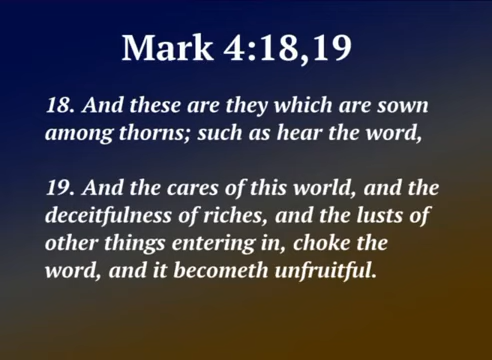 Mark 4:18,19
18. And these are they which are sown
among thorns; such as hear the word,
19. And the cares of this world, and the
deceitfulness of riches, and the lusts of
other things entering in, choke the
word, and it becometh unfruitful.